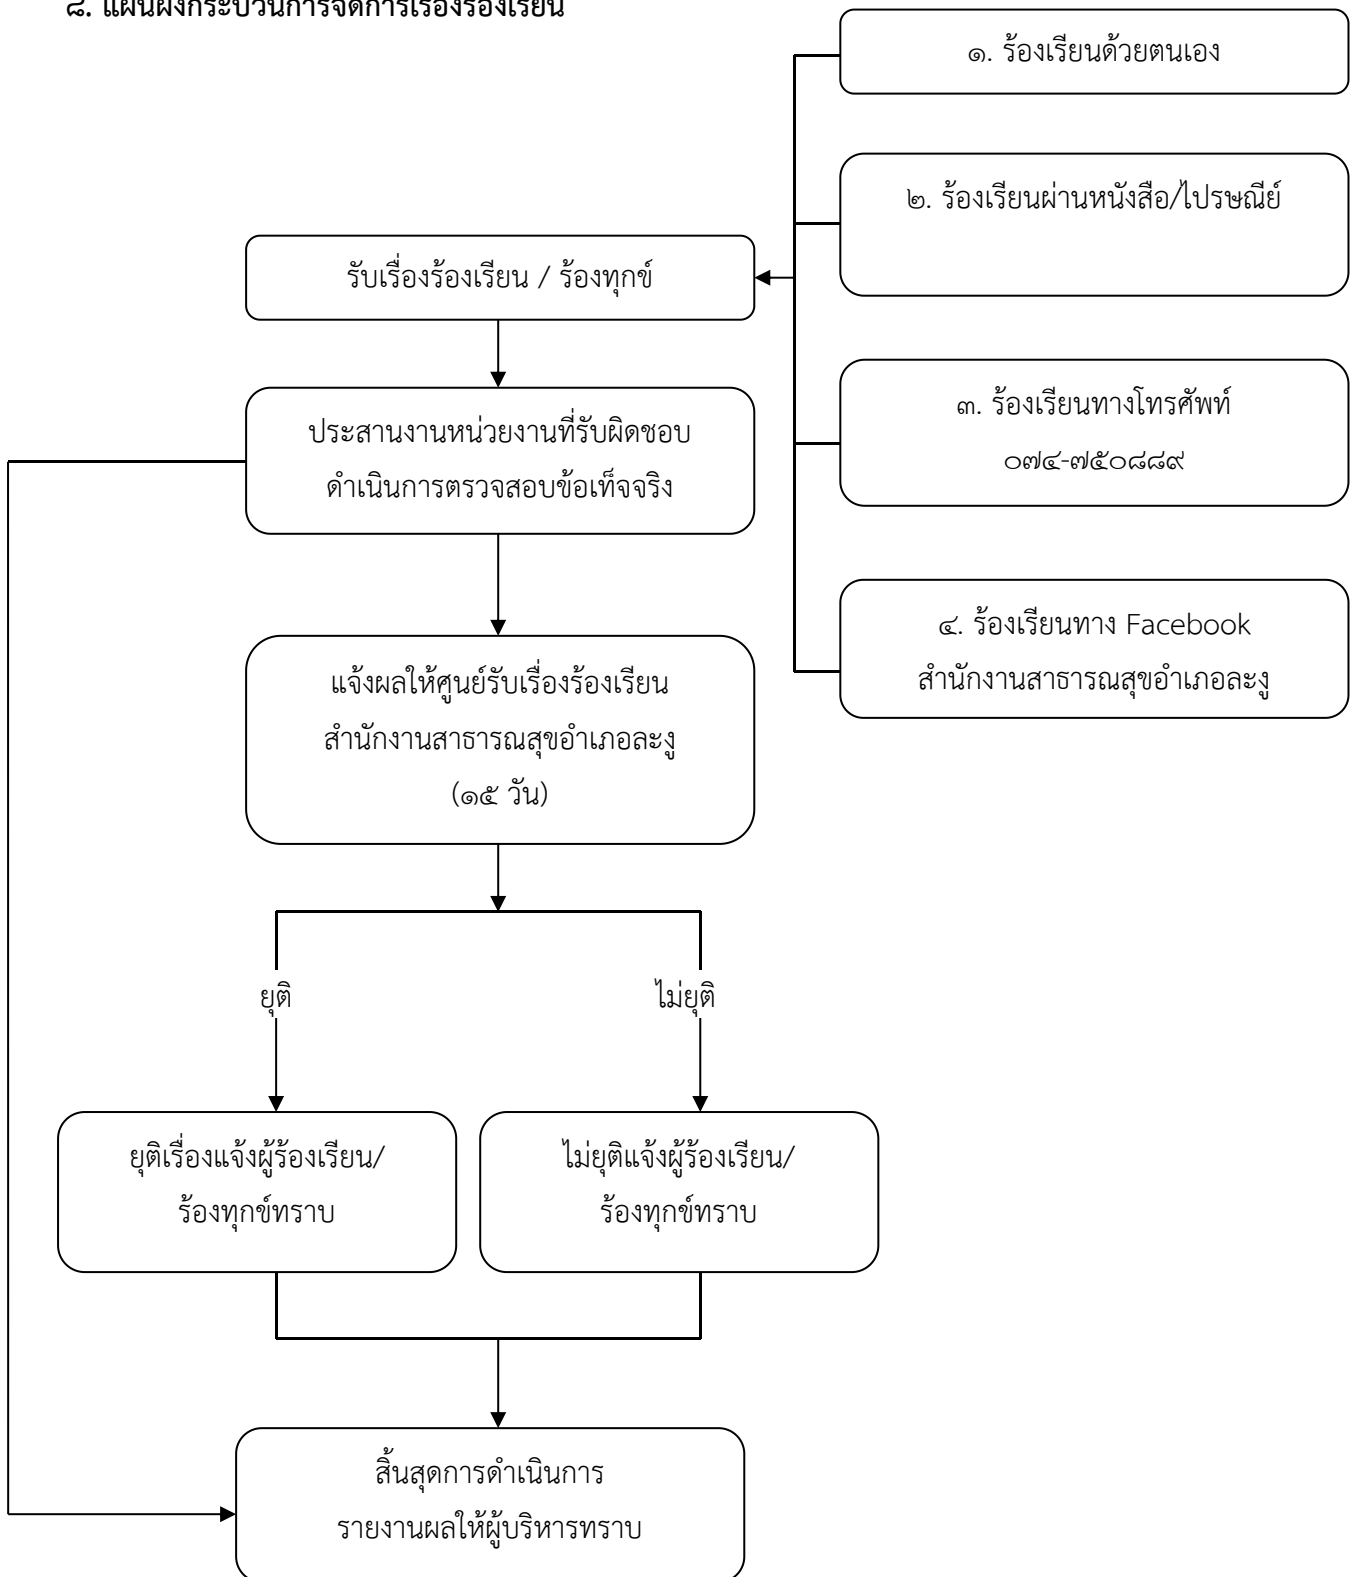 ๘. แผนผังกระบวนการจัดการเรื่องร้องเรียน
๑. ร้องเรียนด้วยตนเอง
๒. ร้องเรียนผ่านหนังสือ/ไปรษณีย์
รับเรื่องร้องเรียน / ร้องทุกข์
๓. ร้องเรียนทางโทรศัพท์
๐๗๔-๗๕๐๘๘๙
ประสานงานหน่วยงานที่รับผิดชอบ
ดำเนินการตรวจสอบข้อเท็จจริง
๔. ร้องเรียนทาง Facebook
สำนักงานสาธารณสุขอำเภอละงู
แจ้งผลให้ศูนย์รับเรื่องร้องเรียน
สำนักงานสาธารณสุขอำเภอละงู
(๑๕ วัน)
ยุติ
ไม่ยุติ
ยุติเรื่องแจ้งผู้ร้องเรียน/
ร้องทุกข์ทราบ
ไม่ยุติแจ้งผู้ร้องเรียน/
ร้องทุกข์ทราบ
สิ้นสุดการดำเนินการ
รายงานผลให้ผู้บริหารทราบ